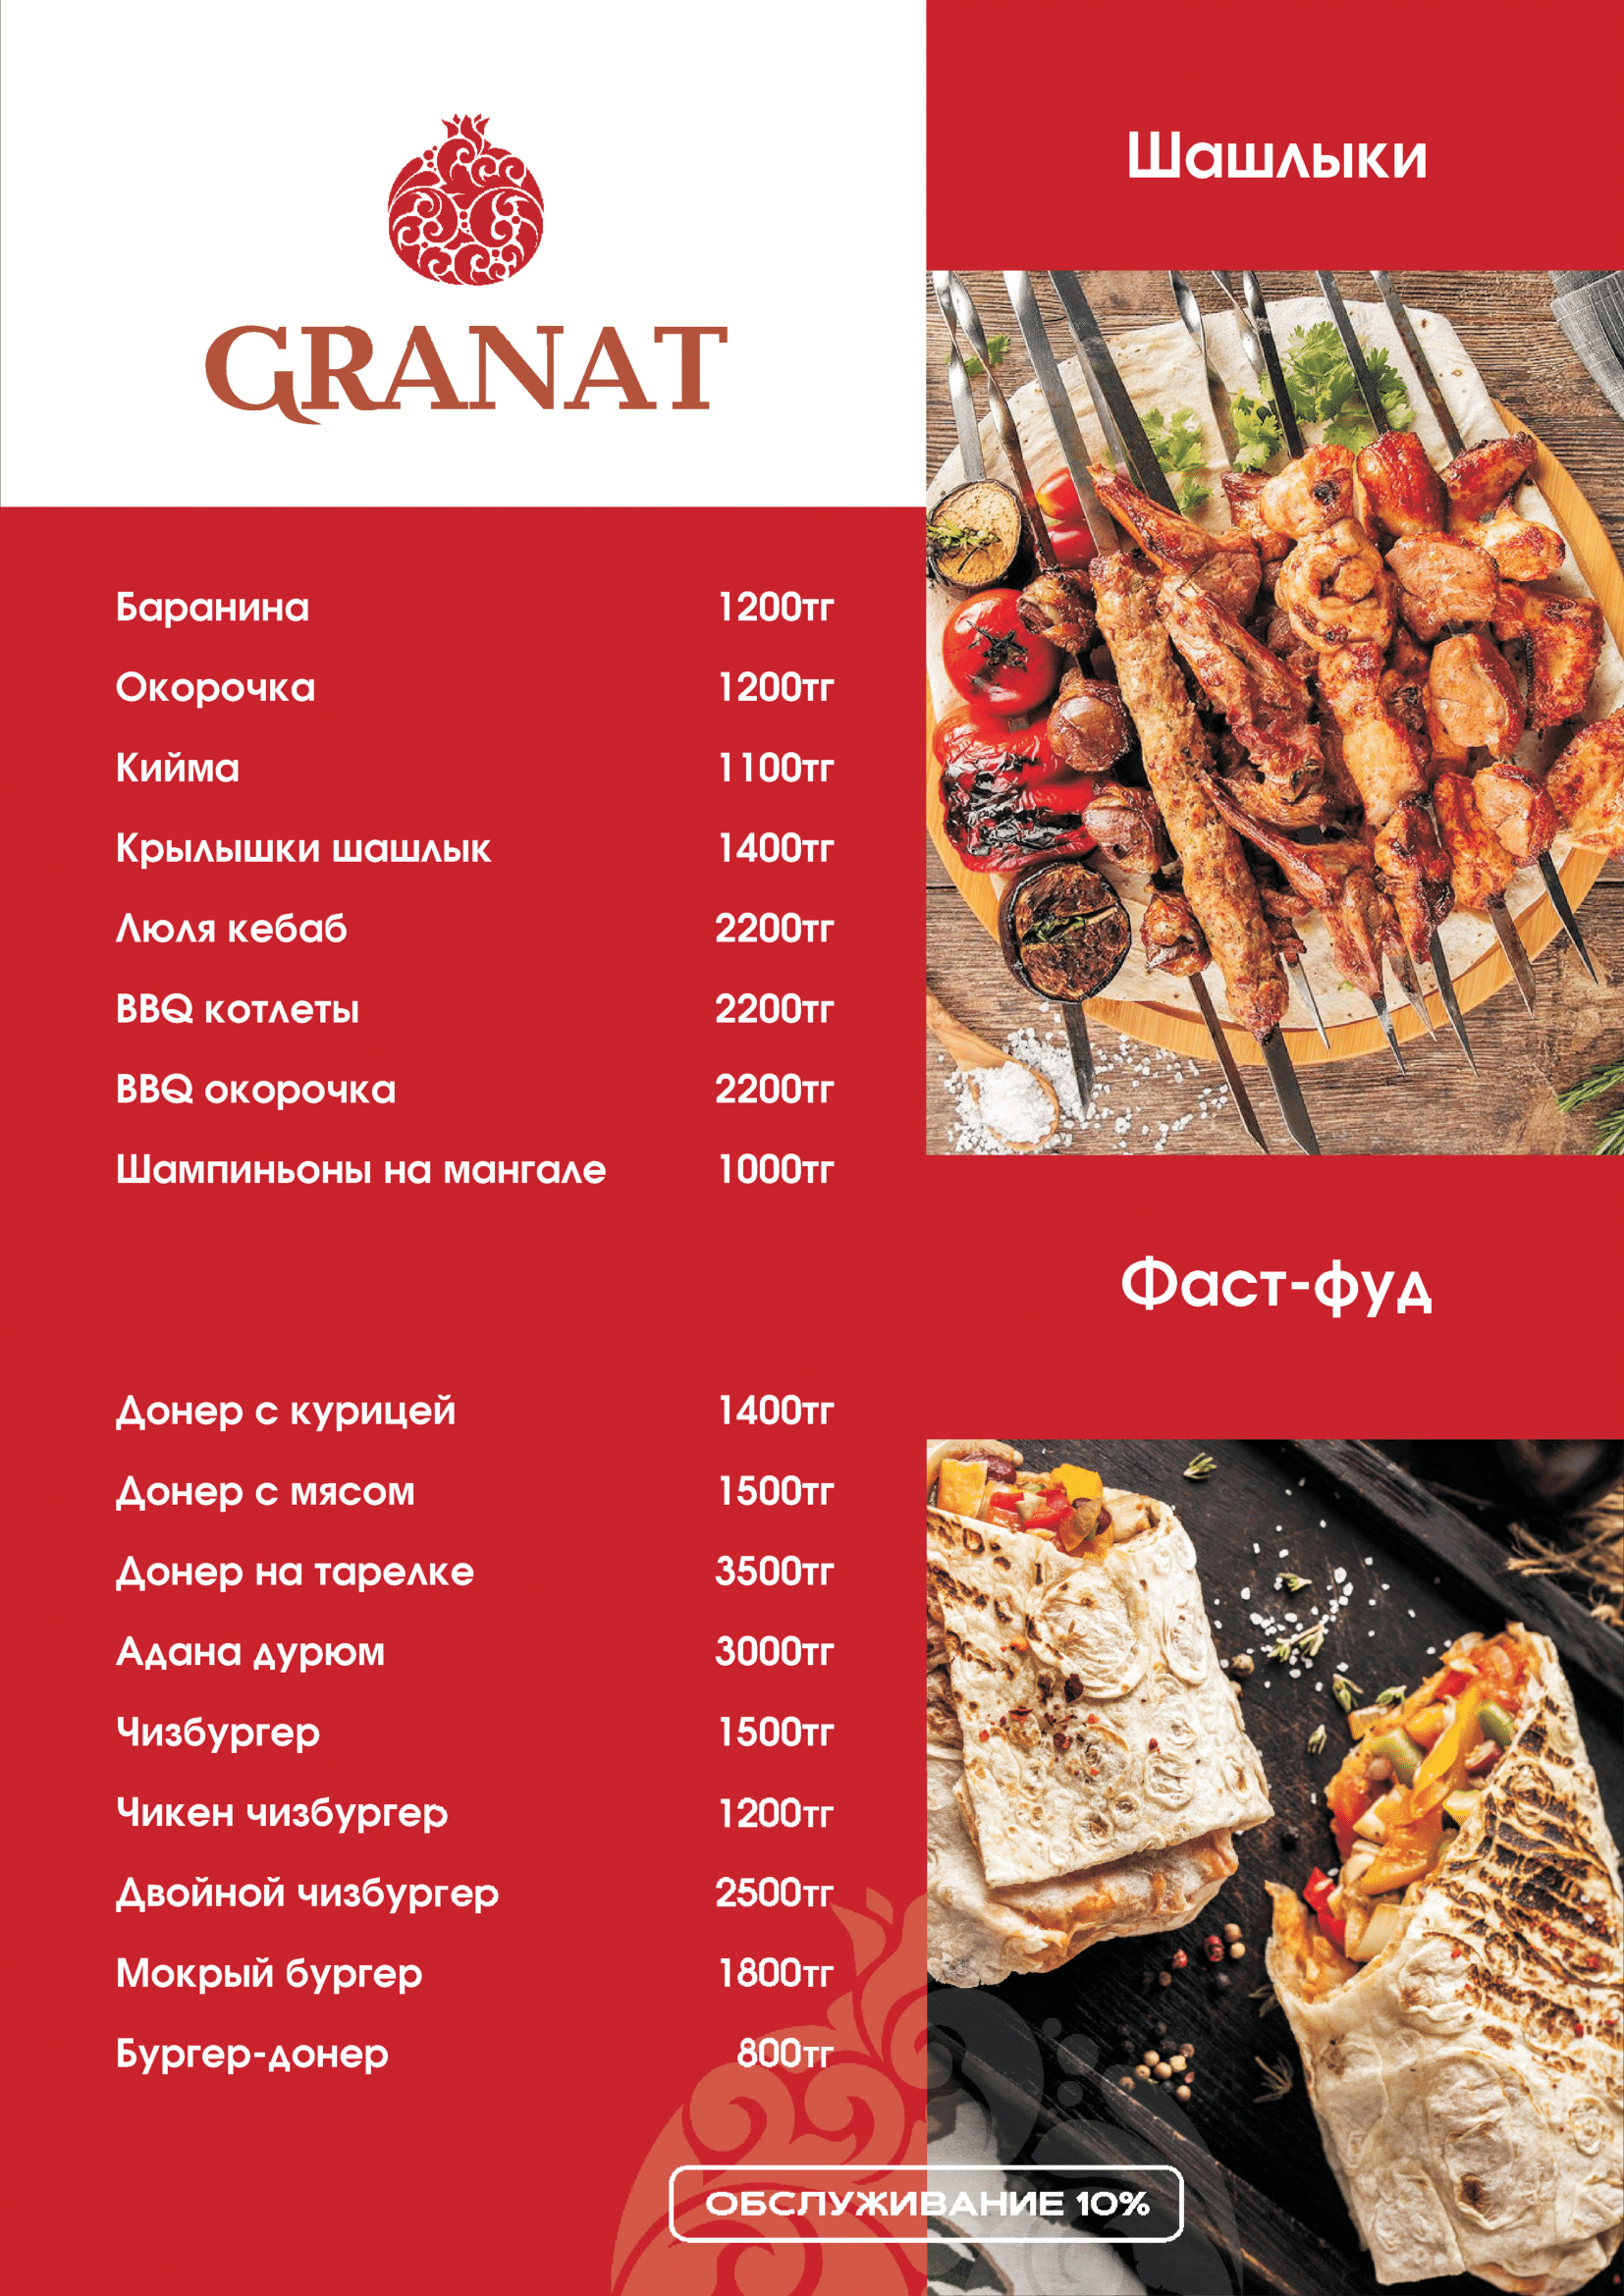 GRANAT
Шашлыки
Баранина 1200тг
Окорочка 1200тг
Кийма 1100тг
Крылышки шашлык 1400тг
Люля кебаб 2200тг
BBQ котлеты 2200тг
BBQ окорочка 2200тг
Шампиньоны на мангале 1000тг
Фаст-фуд
Донер с курицей 1400тг
Донер с мясом 1500тг
Донер на тарелке 3500тг
Адана дурюм 3000тг
Чизбургер 1500тг
Чикен чизбургер 1200тг
Двойной чизбургер 2500тг
Мокрый бургер 1800тг
Бургер-донер 800тг
ОБСЛУЖИВАНИЕ 10%